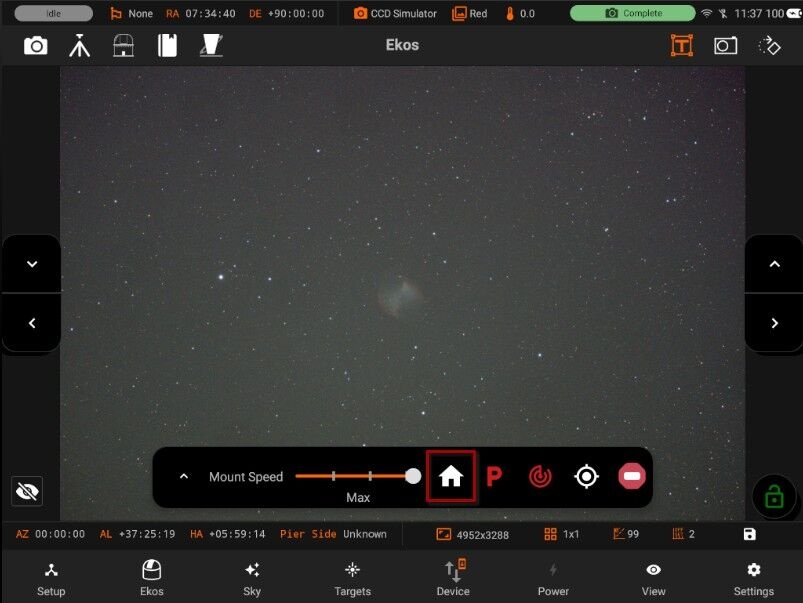 Idle None RA 07:34:40 DE +90:00:00 CCD Simulator Red 0.0 Complete 11:37 100
Ekos
Mount Speed P
Max
AZ 00:00:00 AL +37:25:19 HA +05:59:14 Pier Side Unknown 4952x3288 1x1 99 2
Setup Ekos Sky Targets Device Power View Settings